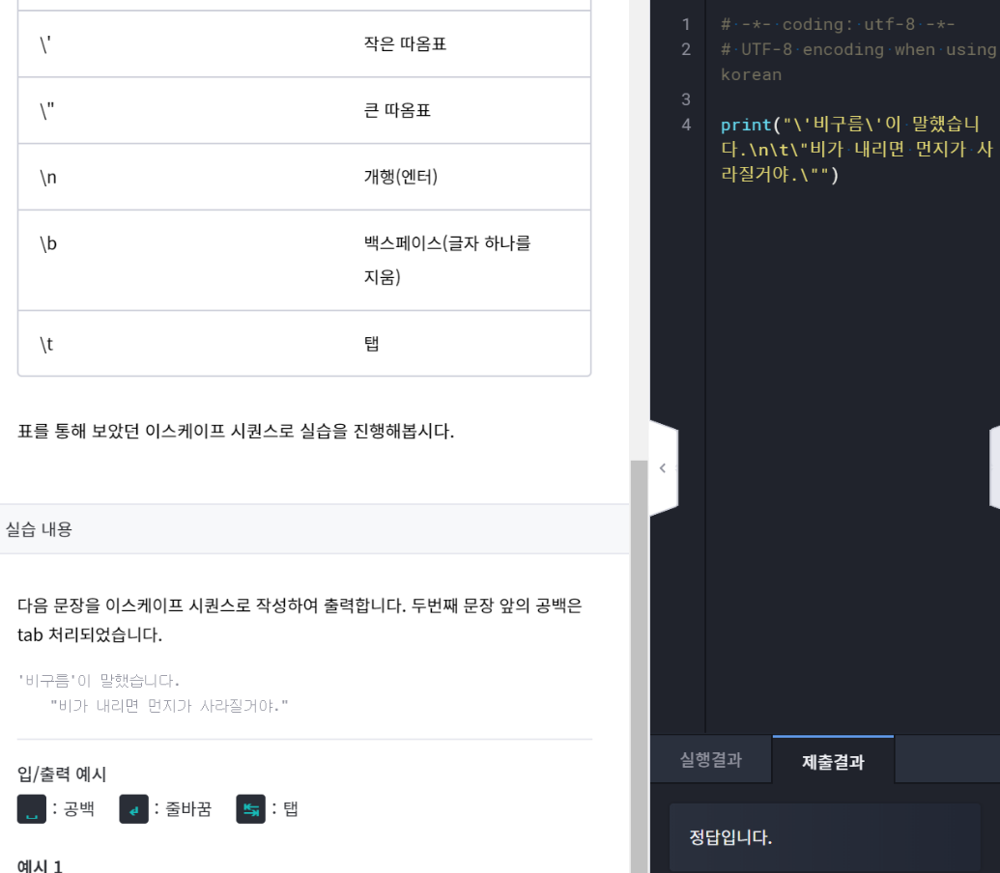 \' 작은 따옴표
\" 큰 따옴표
\n 개행(엔터)
\b 백스페이스(글자 하나를
지움)
\t 탭
표를 통해 보았던 이스케이프 시퀀스로 실습을 진행해봅시다.
실습 내용
다음 문장을 이스케이프 시퀀스로 작성하여 출력합니다. 두번째 문장 앞의 공백은
tab 처리되었습니다.
'비구름'이 말했습니다.
"비가 내리면 먼지가 사라질거야."
입/출력 예시
: 공백 : 줄바꿈 : 탭
예시 1
1 # -*- coding: utf-8 -*-
2 # UTF-8 encoding when using
korean
3
4 print("\'비구름\'이 말했습니
다.\n\t\"비가 내리면 먼지가 사
라질거야.\"")
실행결과 제출결과
정답입니다.